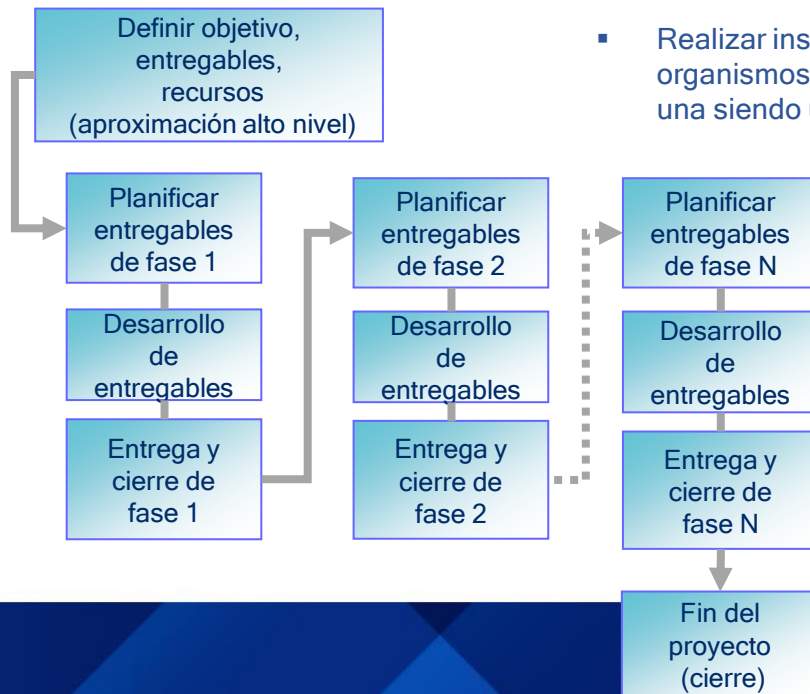 Definir objetivo,
entregables,
recursos
(aproximación alto nivel)
▪ Realizar ins
organismos
una siendo
Planificar
entregables
de fase 1
Desarrollo
de
entregables
Entrega y
cierre de
fase 1
Planificar
entregables
de fase 2
Desarrollo
de
entregables
Entrega y
cierre de
fase 2
Planificar
entregables
de fase N
Desarrollo
de
entregables
Entrega y
cierre de
fase N
Fin del
proyecto
(cierre)